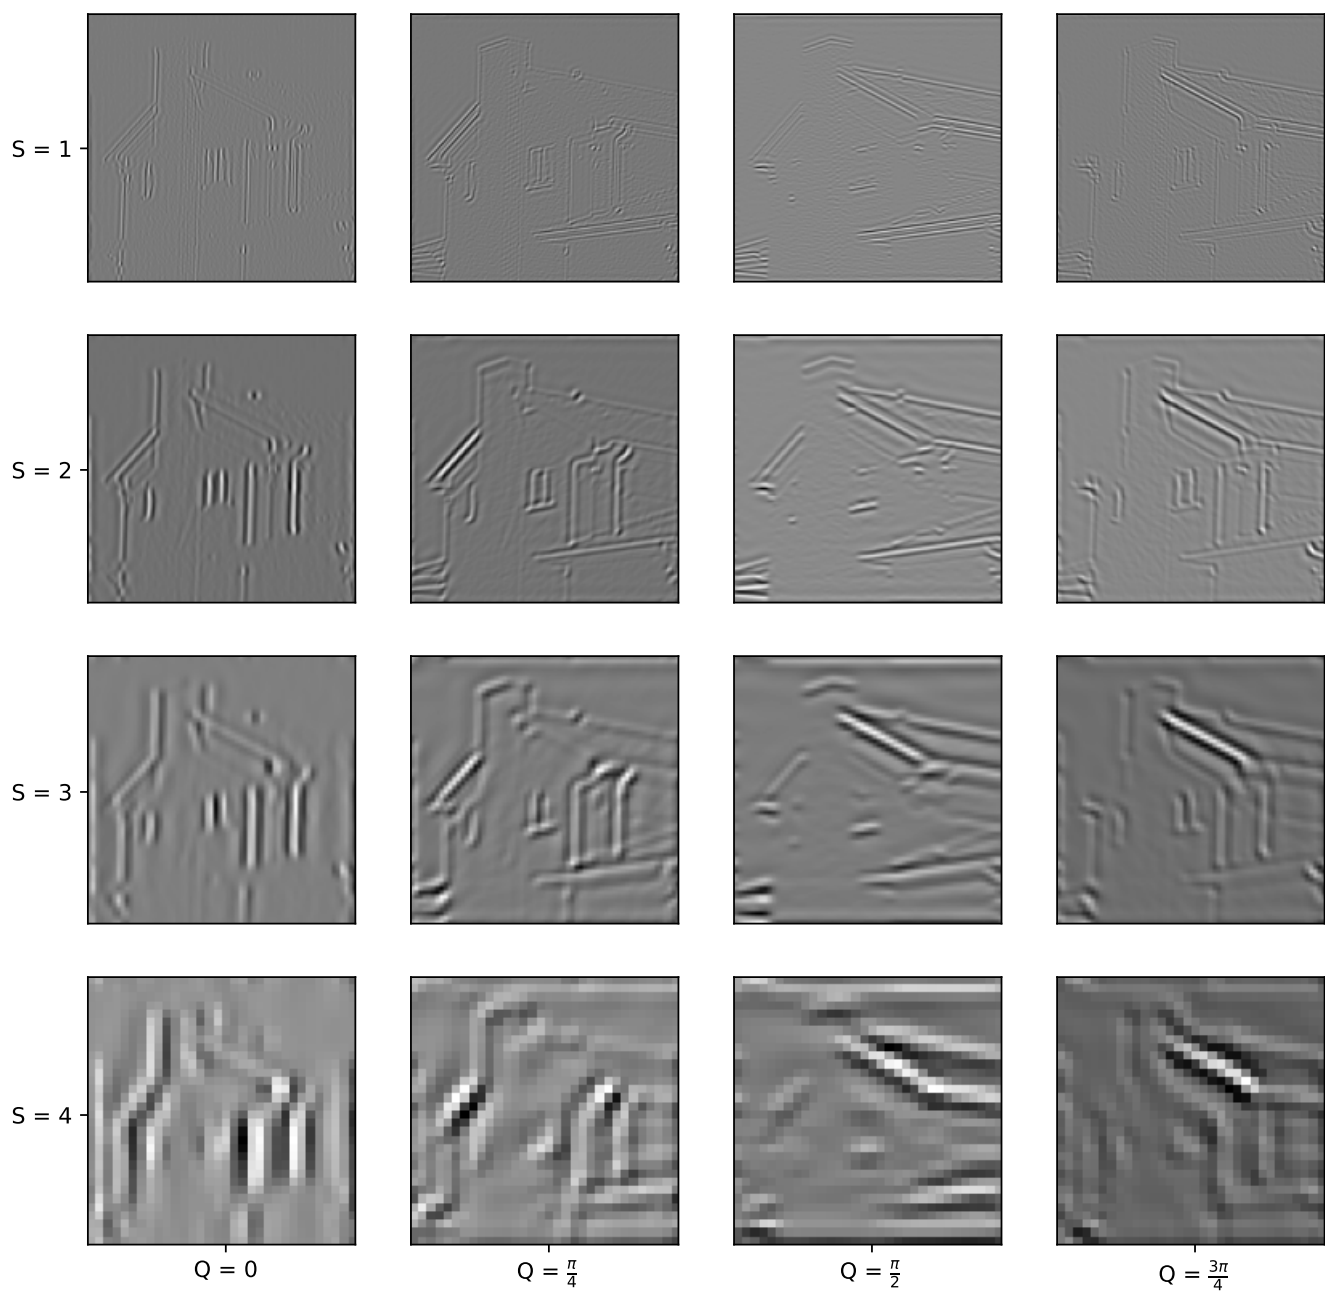 S = 1
S = 2
S = 3
S = 4
Q = 0
Q = π/4
Q = π/2
Q = 3π/4